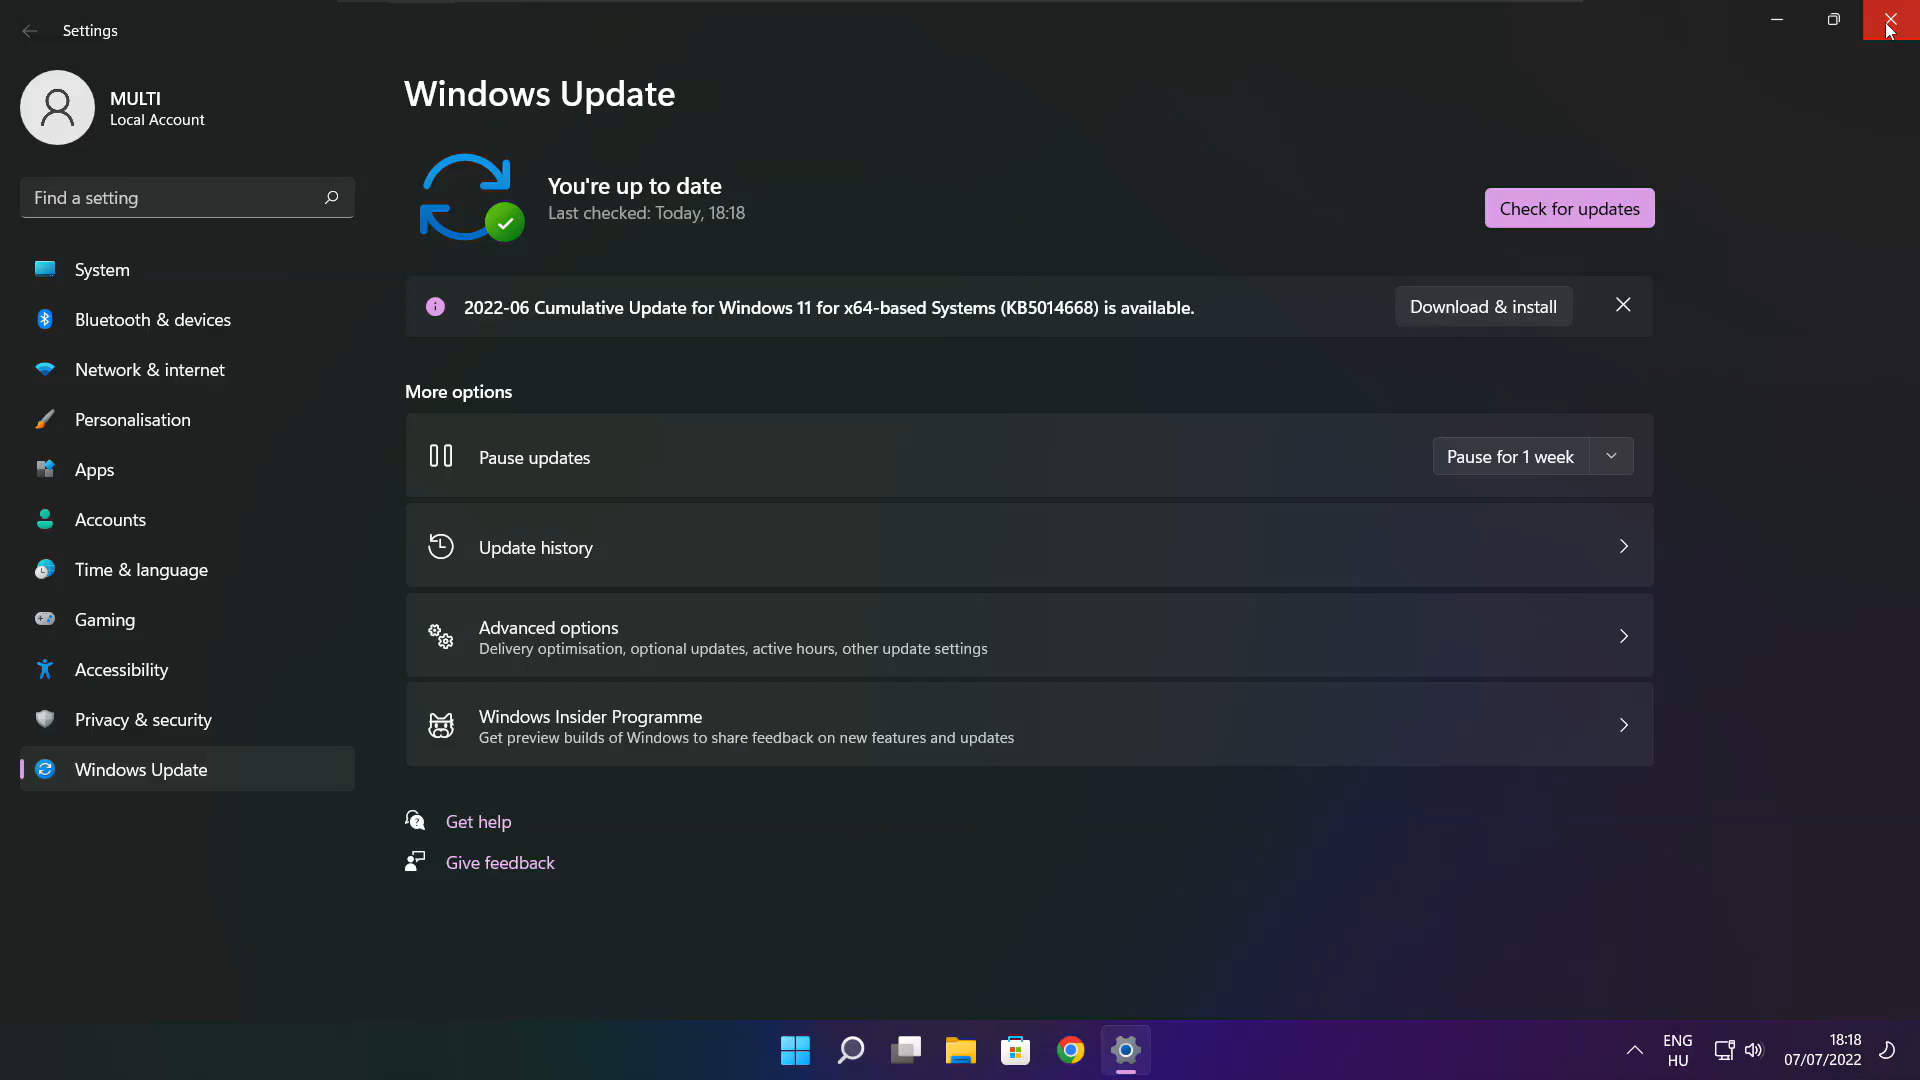 Settings
MULTI
Local Account
Find a setting
System
Bluetooth & devices
Network & internet
Personalisation
Apps
Accounts
Time & language
Gaming
Accessibility
Privacy & security
Windows Update
Windows Update
You're up to date
Last checked: Today, 18:18
Check for updates
2022-06 Cumulative Update for Windows 11 for x64-based Systems (KB5014668) is available.
Download & install
More options
Pause updates
Pause for 1 week
Update history
Advanced options
Delivery optimisation, optional updates, active hours, other update settings
Windows Insider Programme
Get preview builds of Windows to share feedback on new features and updates
Get help
Give feedback
ENG
HU
18:18
07/07/2022